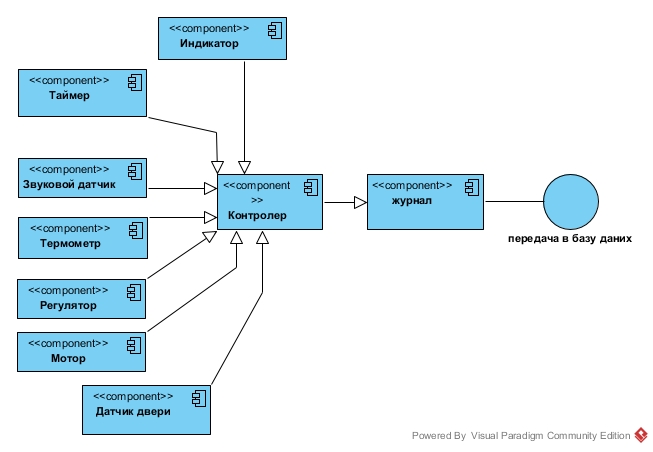 <<component>>
Индикатор
<<component>>
Таймер
<<component>>
Звуковой датчик
<<component
>>
Контролер
<<component>>
журнал
передача в базу даних
<<component>>
Термометр
<<component>>
Регулятор
<<component>>
Мотор
<<component>>
Датчик двери
Powered By Visual Paradigm Community Edition